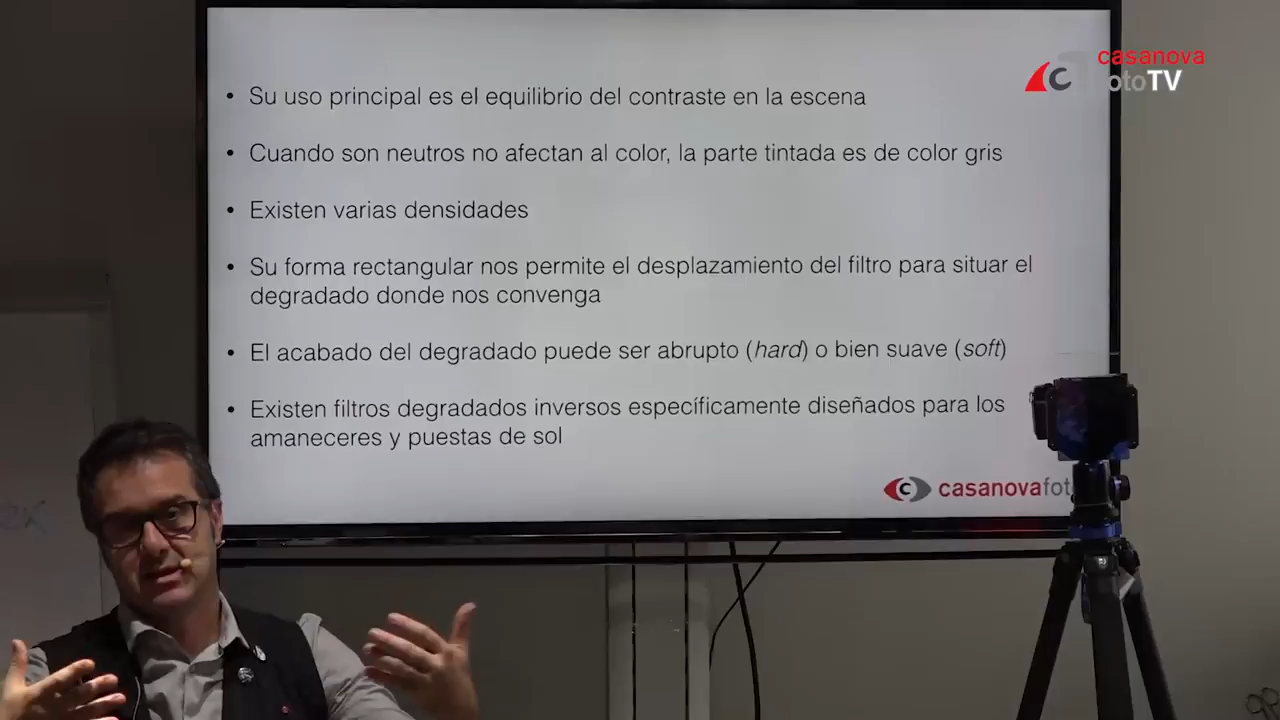 casanova
fotoTV
• Su uso principal es el equilibrio del contraste en la escena
• Cuando son neutros no afectan al color, la parte tintada es de color gris
• Existen varias densidades
• Su forma rectangular nos permite el desplazamiento del filtro para situar el
degradado donde nos convenga
• El acabado del degradado puede ser abrupto (hard) o bien suave (soft)
• Existen filtros degradados inversos específicamente diseñados para los
amaneceres y puestas de sol
casanovafot